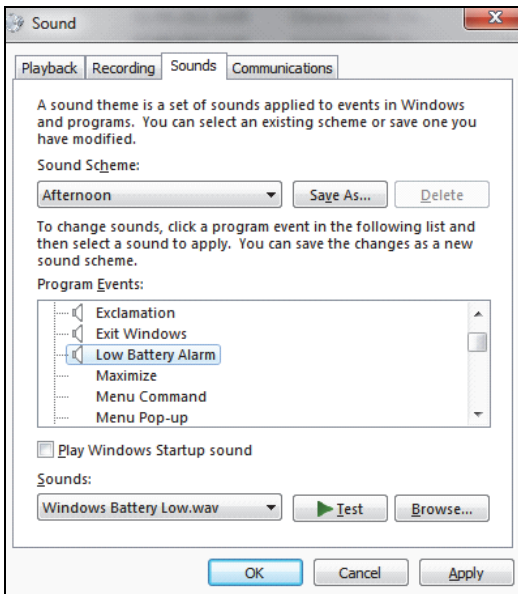 Sound
Playback Recording Sounds Communications
A sound theme is a set of sounds applied to events in Windows
and programs. You can select an existing scheme or save one you
have modified.
Sound Scheme:
Afternoon Save As... Delete
To change sounds, click a program event in the following list and
then select a sound to apply. You can save the changes as a new
sound scheme.
Program Events:
Exclamation
Exit Windows
Low Battery Alarm
Maximize
Menu Command
Menu Pop-up
Play Windows Startup sound
Sounds:
Windows Battery Low.wav Test Browse...
OK Cancel Apply